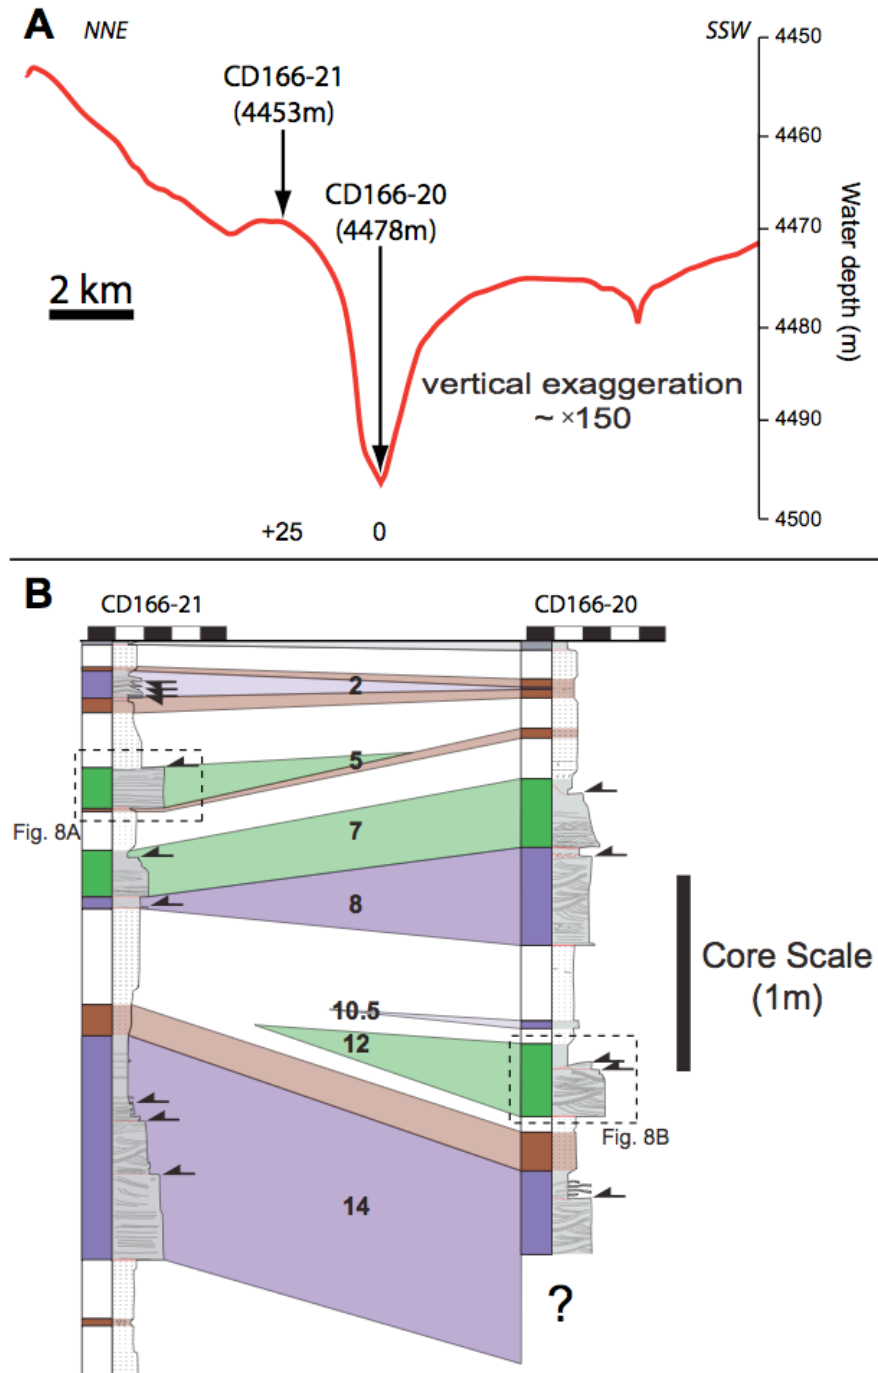 A
NNE
SSW
CD166-21
(4453m)
CD166-20
(4478m)
2 km
vertical exaggeration
~ ×150
4450
4460
4470
4480
4490
4500
Water depth (m)
+25
0
B
CD166-21
CD166-20
2
5
Fig. 8A
7
8
10.5
12
Fig. 8B
14
?
Core Scale
(1m)